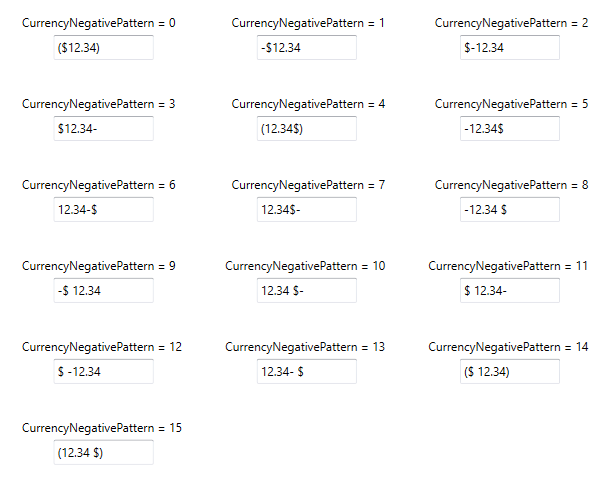 CurrencyNegativePattern = 0 CurrencyNegativePattern = 1 CurrencyNegativePattern = 2
($12.34) -$12.34 $-12.34
CurrencyNegativePattern = 3 CurrencyNegativePattern = 4 CurrencyNegativePattern = 5
$12.34- (12.34$) -12.34$
CurrencyNegativePattern = 6 CurrencyNegativePattern = 7 CurrencyNegativePattern = 8
12.34-$ 12.34$- -12.34 $
CurrencyNegativePattern = 9 CurrencyNegativePattern = 10 CurrencyNegativePattern = 11
-$ 12.34 12.34 $- $ 12.34-
CurrencyNegativePattern = 12 CurrencyNegativePattern = 13 CurrencyNegativePattern = 14
$ -12.34 12.34- $ ($ 12.34)
CurrencyNegativePattern = 15
(12.34 $)